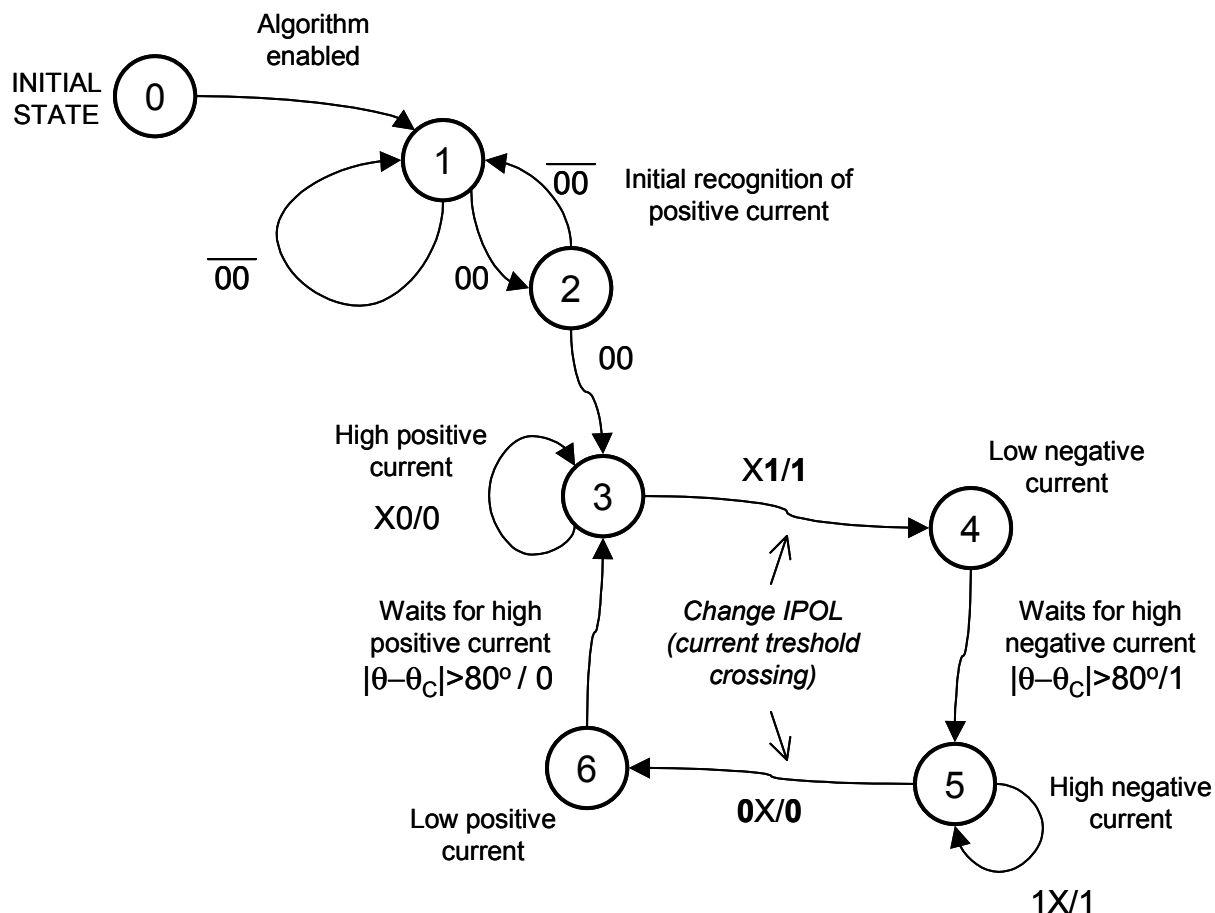 Algorithm
enabled
INITIAL
STATE
0
1
00
Initial recognition of
positive current
00
00
2
00
High positive
current
X0/0
3
X1/1
Low negative
current
4
Waits for high
positive current
|θ–θC|>80º / 0
Change IPOL
(current treshold
crossing)
Waits for high
negative current
|θ–θC|>80º/1
6
Low positive
current
0X/0
5
High negative
current
1X/1